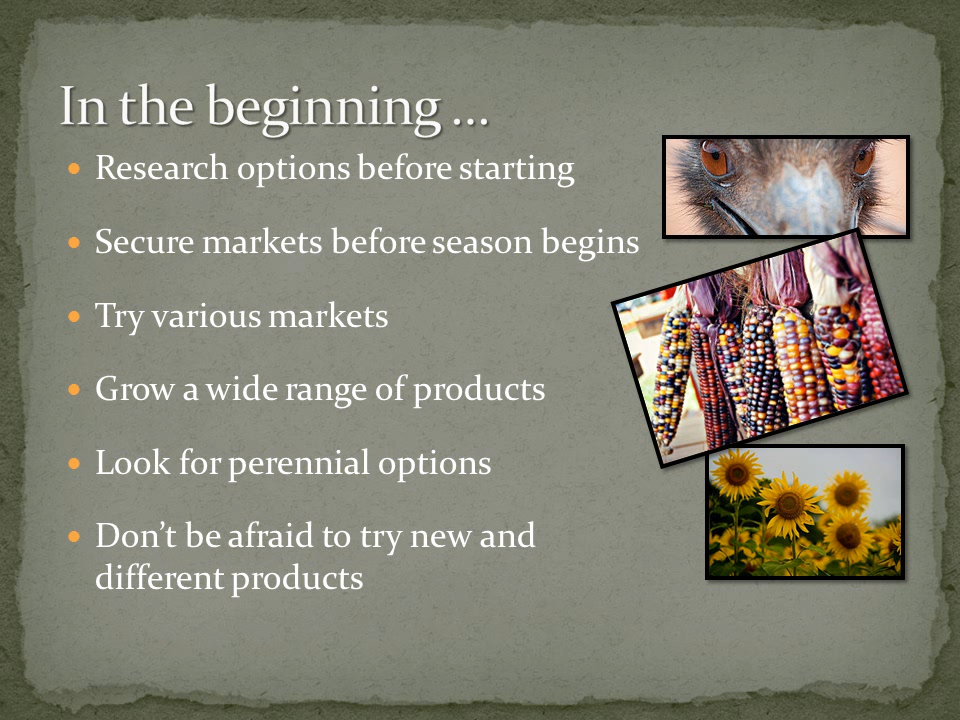 In the beginning …
• Research options before starting
• Secure markets before season begins
• Try various markets
• Grow a wide range of products
• Look for perennial options
• Don’t be afraid to try new and
different products